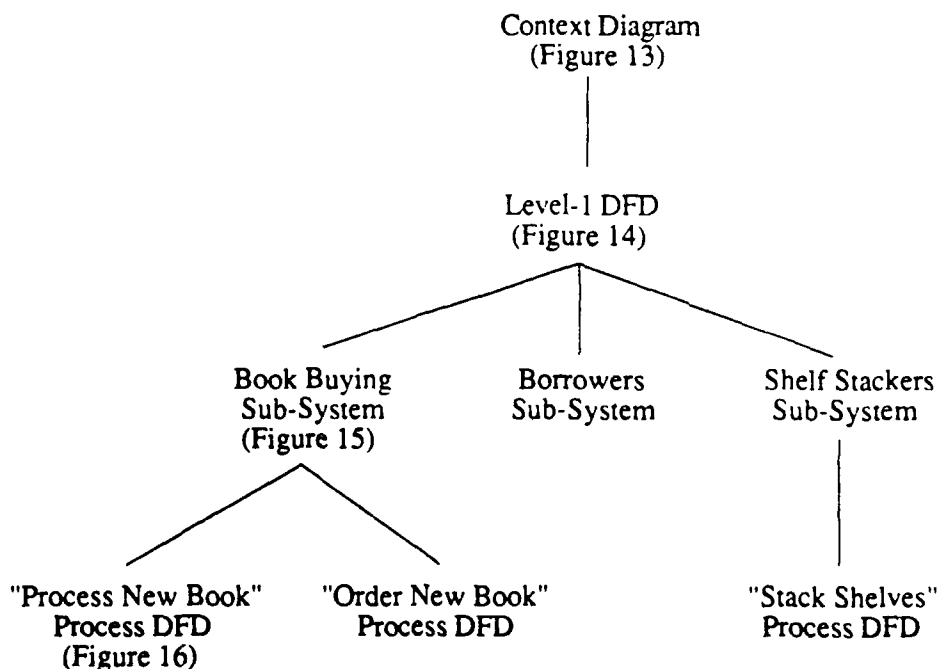 Context Diagram
(Figure 13)
Level-1 DFD
(Figure 14)
Book Buying
Sub-System
(Figure 15)
Borrowers
Sub-System
Shelf Stackers
Sub-System
"Process New Book"
Process DFD
(Figure 16)
"Order New Book"
Process DFD
"Stack Shelves"
Process DFD